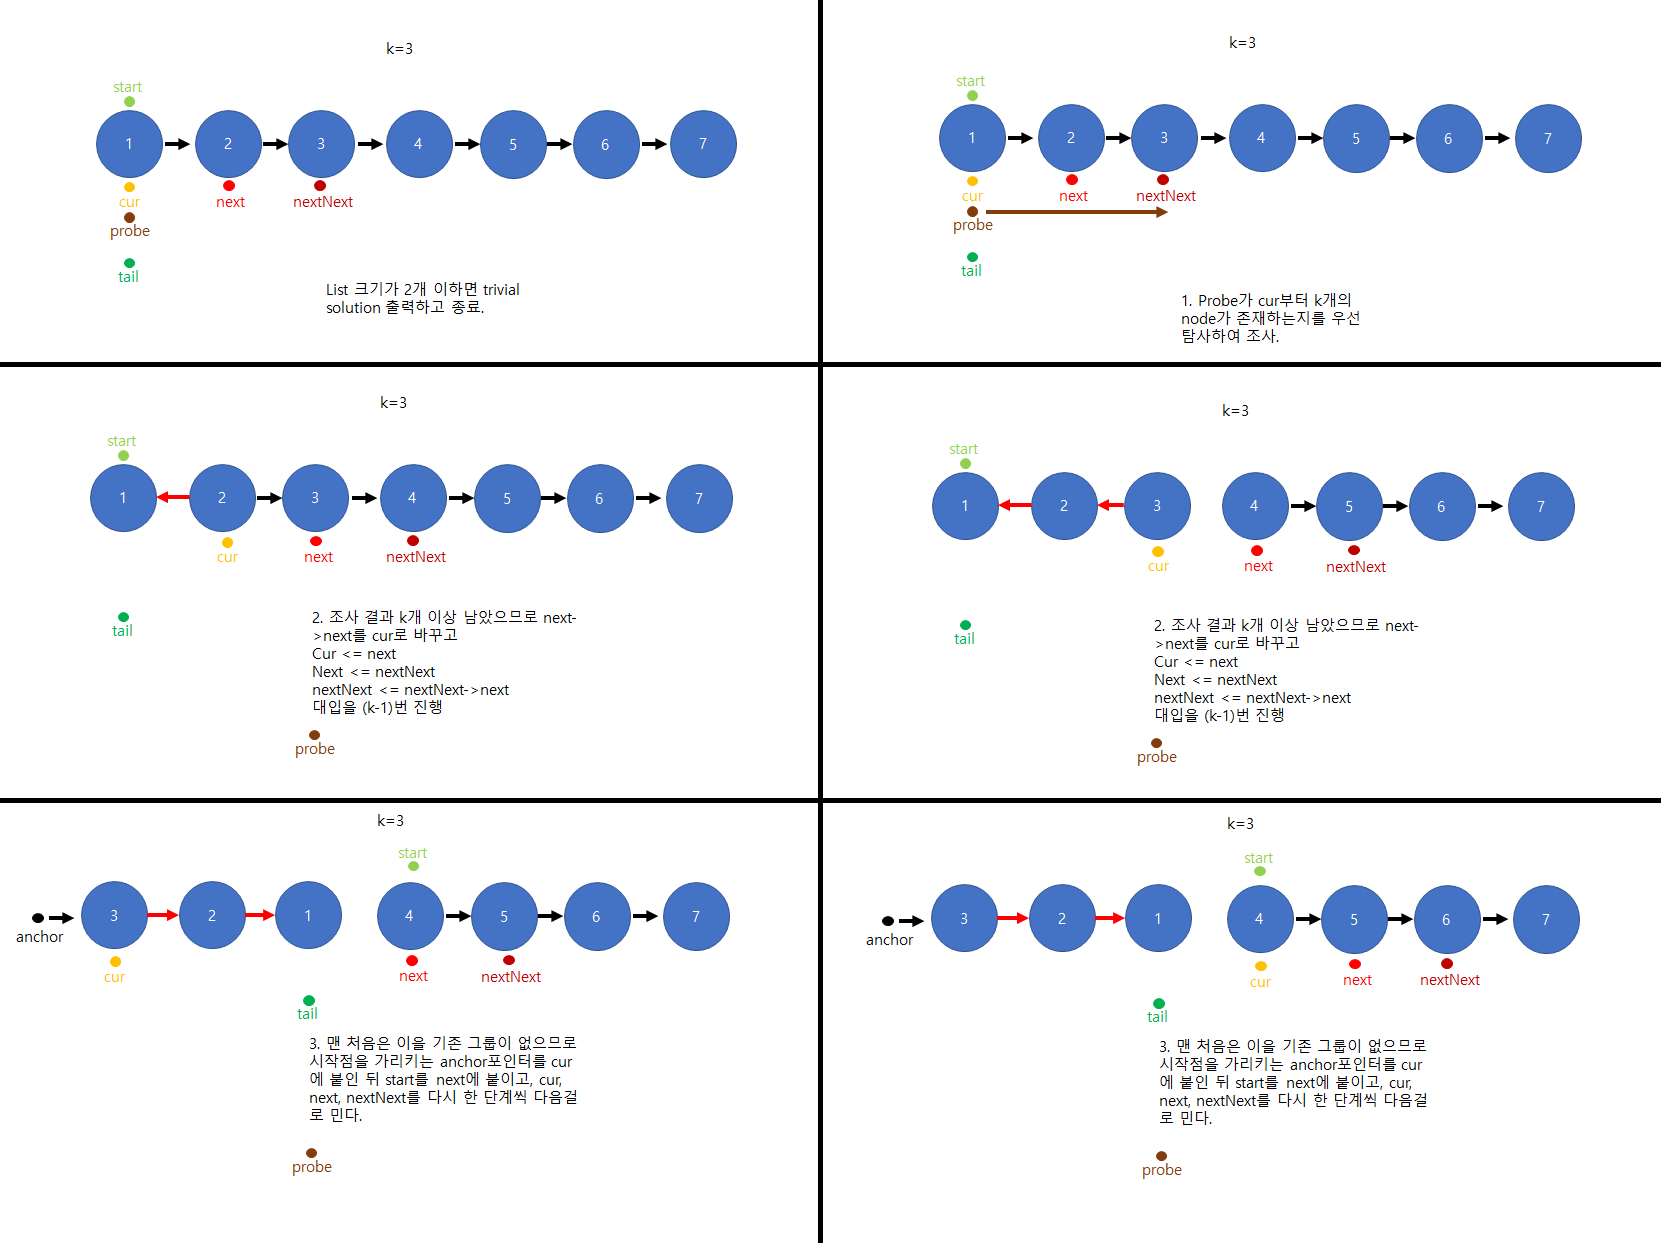 k=3
start
1 2 3 4 5 6 7
cur next nextNext
probe
tail
List 크기가 2개 이하면 trivial
solution 출력하고 종료.
k=3
start
1 2 3 4 5 6 7
cur next nextNext
probe
tail
1. Probe가 cur부터 k개의
node가 존재하는지를 우선
탐사하여 조사.
k=3
start
1 2 3 4 5 6 7
cur next nextNext
tail
2. 조사 결과 k개 이상 남았으므로 next-
>next를 cur로 바꾸고
Cur <= next
Next <= nextNext
nextNext <= nextNext->next
대입을 (k-1)번 진행
probe
k=3
start
1 2 3 4 5 6 7
cur next nextNext
tail
2. 조사 결과 k개 이상 남았으므로 next-
>next를 cur로 바꾸고
Cur <= next
Next <= nextNext
nextNext <= nextNext->next
대입을 (k-1)번 진행
probe
k=3
start
3 2 1 4 5 6 7
anchor
cur next nextNext
tail
3. 맨 처음은 이을 기존 그룹이 없으므로
시작점을 가리키는 anchor포인터를 cur
에 붙인 뒤 start를 next에 붙이고, cur,
next, nextNext를 다시 한 단계씩 다음걸
로 민다.
probe
k=3
start
3 2 1 4 5 6 7
anchor
cur next nextNext
tail
3. 맨 처음은 이을 기존 그룹이 없으므로
시작점을 가리키는 anchor포인터를 cur
에 붙인 뒤 start를 next에 붙이고, cur,
next, nextNext를 다시 한 단계씩 다음걸
로 민다.
probe